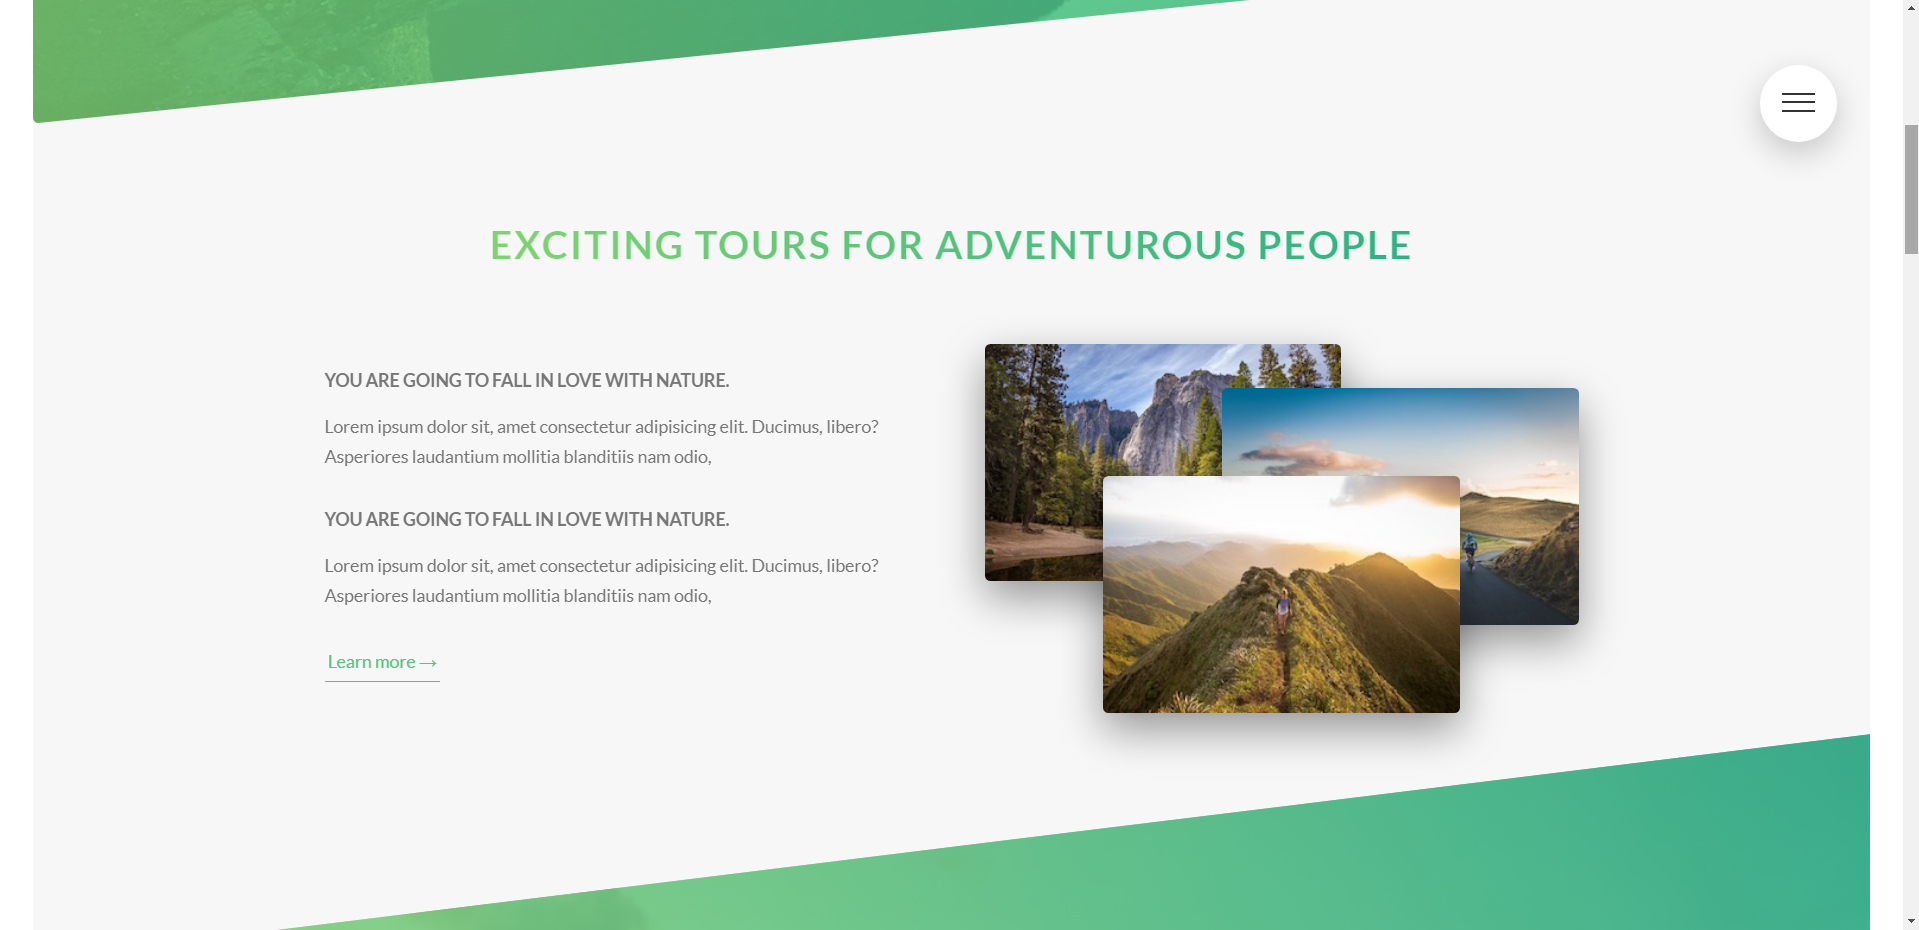 EXCITING TOURS FOR ADVENTUROUS PEOPLE
YOU ARE GOING TO FALL IN LOVE WITH NATURE.
Lorem ipsum dolor sit, amet consectetur adipisicing elit. Ducimus, libero?
Asperiores laudantium mollitia blanditiis nam odio,
YOU ARE GOING TO FALL IN LOVE WITH NATURE.
Lorem ipsum dolor sit, amet consectetur adipisicing elit. Ducimus, libero?
Asperiores laudantium mollitia blanditiis nam odio,
Learn more →